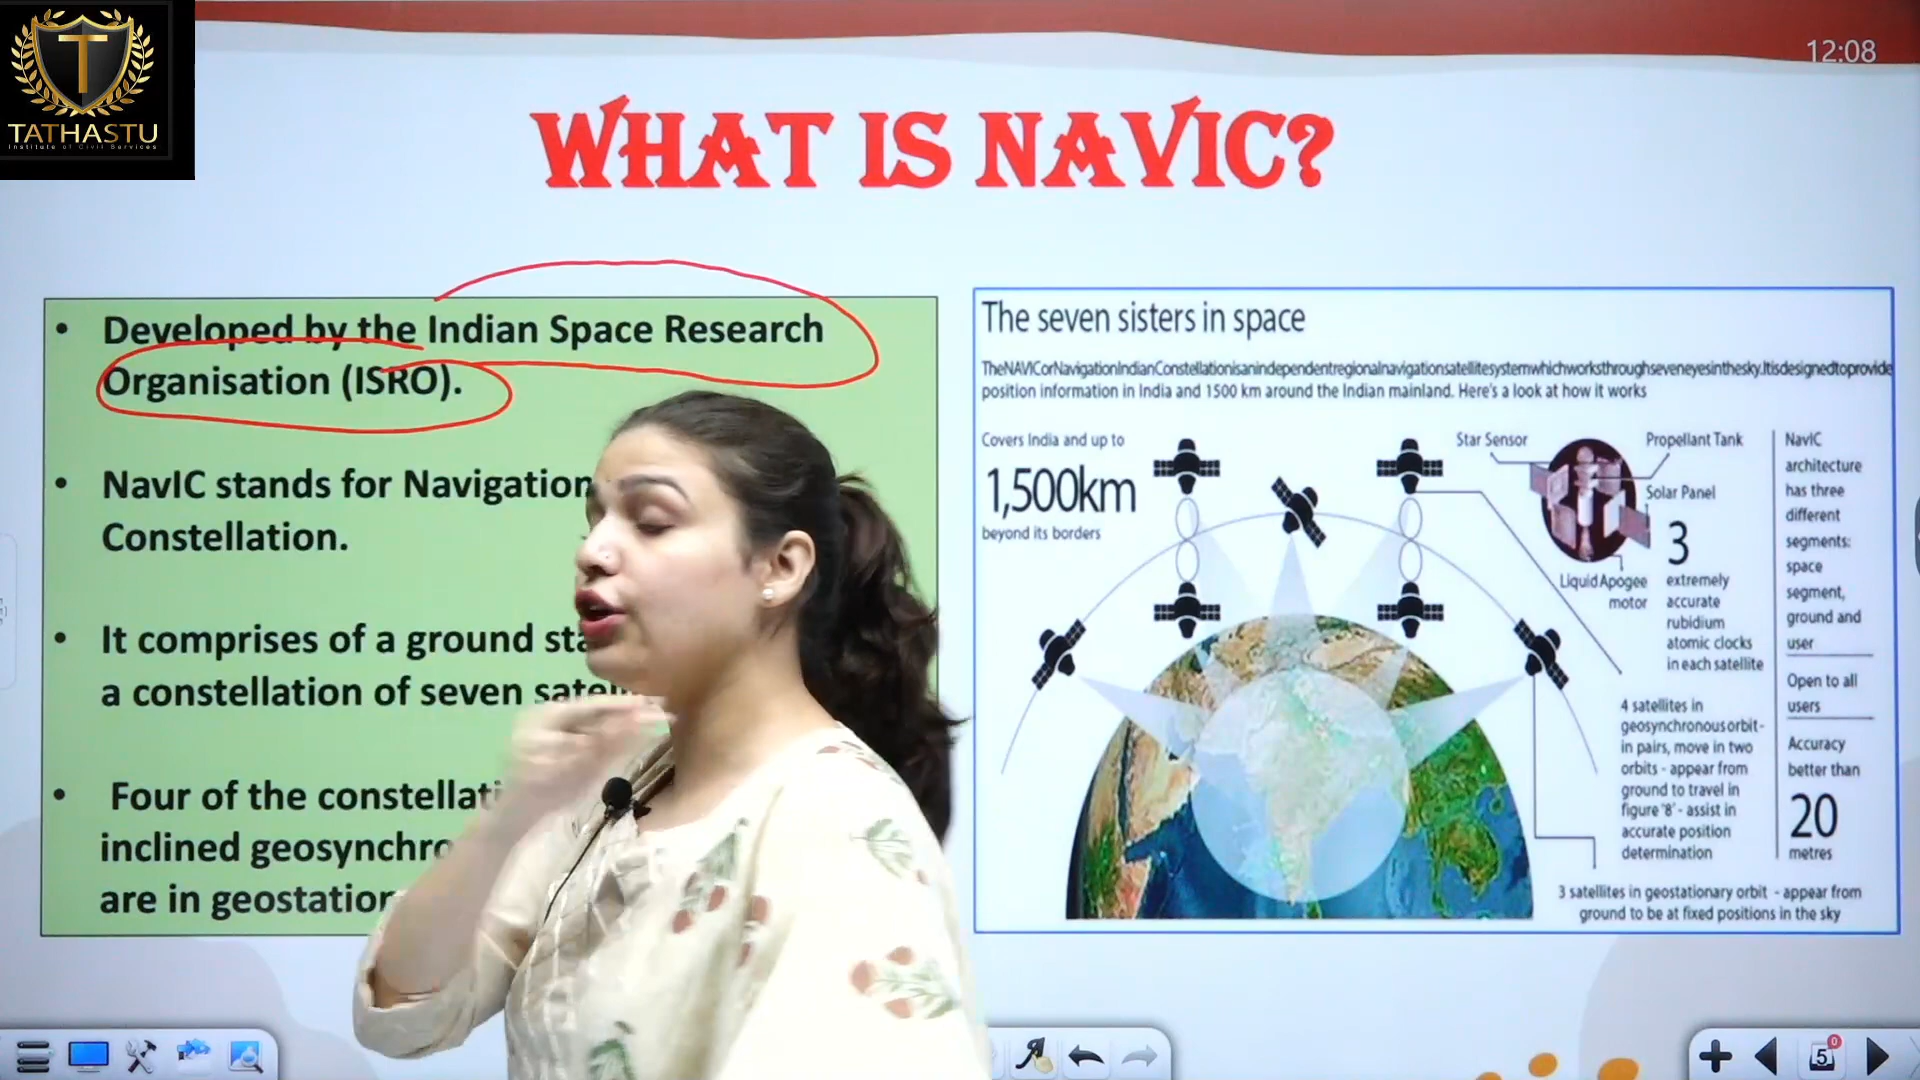 TATHASTU
Institute of Civil Services
12:08
WHAT IS NAVIC?
• Developed by the Indian Space Research
Organisation (ISRO).
• NavIC stands for Navigation
Constellation.
• It comprises of a ground
a constellation of seven
• Four of the
inclined
are in
The seven sisters in space
TheNAVICorNavigationIndianConstellationisanindependentregionalnavigationsatellitesystemwhichworksthroughseveneyesinthesky.Itisdesignedtoprovide
position information in India and 1500 km around the Indian mainland. Here's a look at how it works
Covers India and up to
1,500km
beyond its borders
Star Sensor
Propellant Tank
Solar Panel
Liquid Apogee
motor
3
extremely
accurate
rubidium
atomic clocks
in each satellite
4 satellites in
geosynchronous orbit-
in pairs, move in two
orbits - appear from
ground to travel in
figure '8' - assist in
accurate position
determination
3 satellites in geostationary orbit - appear from
ground to be at fixed positions in the sky
NavIC
architecture
has three
different
segments:
space
segment,
ground and
user
Open to all
users
Accuracy
better than
20
metres
5
0